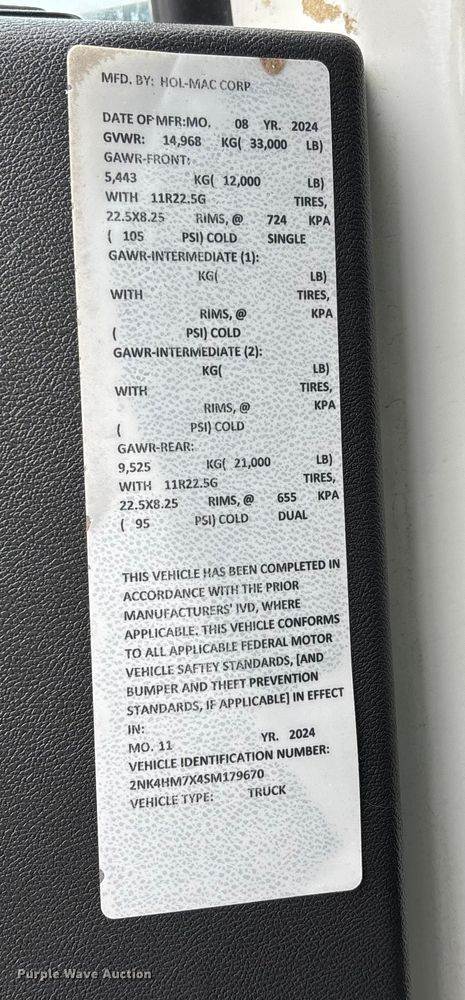 MFD. BY: HOL-MAC CORP
DATE OF MFR:MO. 08 YR. 2024
GVWR: 14,968 KG( 33,000 LB)
GAWR-FRONT:
5,443 KG( 12,000 LB)
WITH 11R22.5G TIRES,
22.5X8.25 RIMS, @ 724 KPA
( 105 PSI) COLD SINGLE
GAWR-INTERMEDIATE (1):
KG( LB)
WITH TIRES,
RIMS, @ KPA
( PSI) COLD
GAWR-INTERMEDIATE (2):
KG( LB)
WITH TIRES,
RIMS, @ KPA
( PSI) COLD
GAWR-REAR:
9,525 KG( 21,000 LB)
WITH 11R22.5G TIRES,
22.5X8.25 RIMS, @ 655 KPA
( 95 PSI) COLD DUAL
THIS VEHICLE HAS BEEN COMPLETED IN
ACCORDANCE WITH THE PRIOR
MANUFACTURERS' IVD, WHERE
APPLICABLE. THIS VEHICLE CONFORMS
TO ALL APPLICABLE FEDERAL MOTOR
VEHICLE SAFTEY STANDARDS, [AND
BUMPER AND THEFT PREVENTION
STANDARDS, IF APPLICABLE] IN EFFECT
IN:
MO. 11 YR. 2024
VEHICLE IDENTIFICATION NUMBER:
2NK4HM7X4SM179670
VEHICLE TYPE: TRUCK
Purple Wave Auction